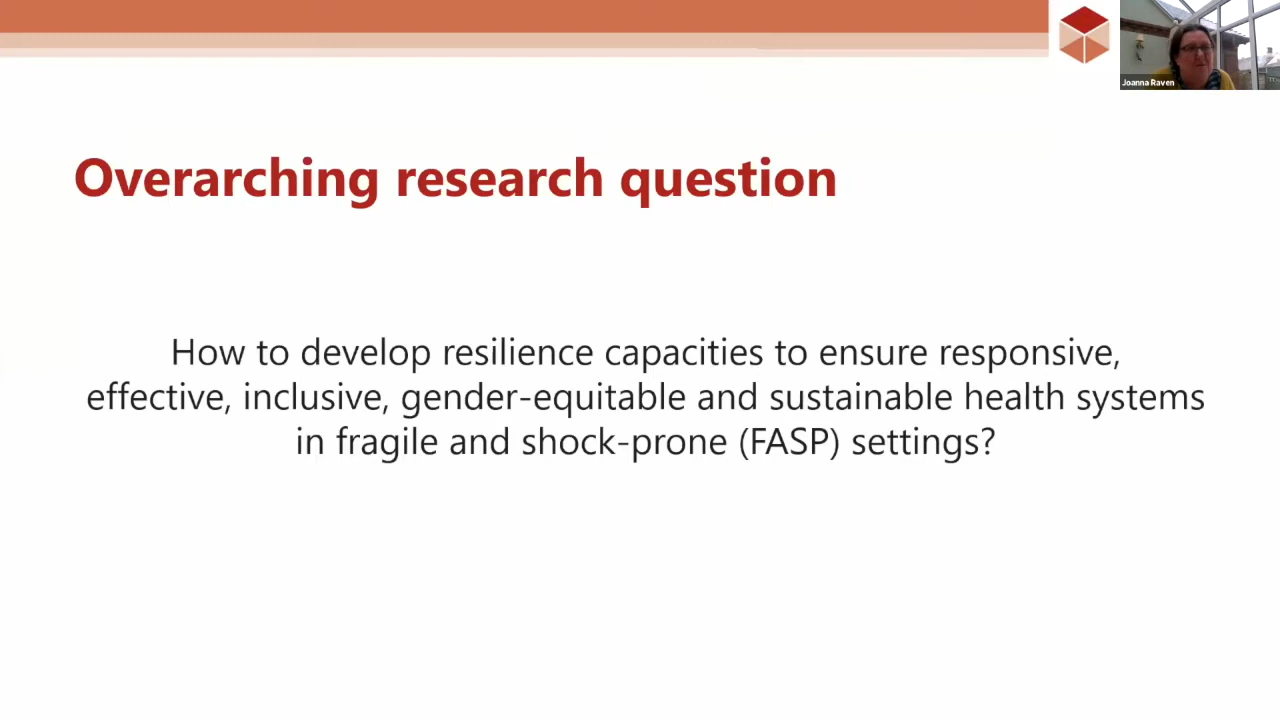 Joanna Raven
Overarching research question
How to develop resilience capacities to ensure responsive,
effective, inclusive, gender-equitable and sustainable health systems
in fragile and shock-prone (FASP) settings?